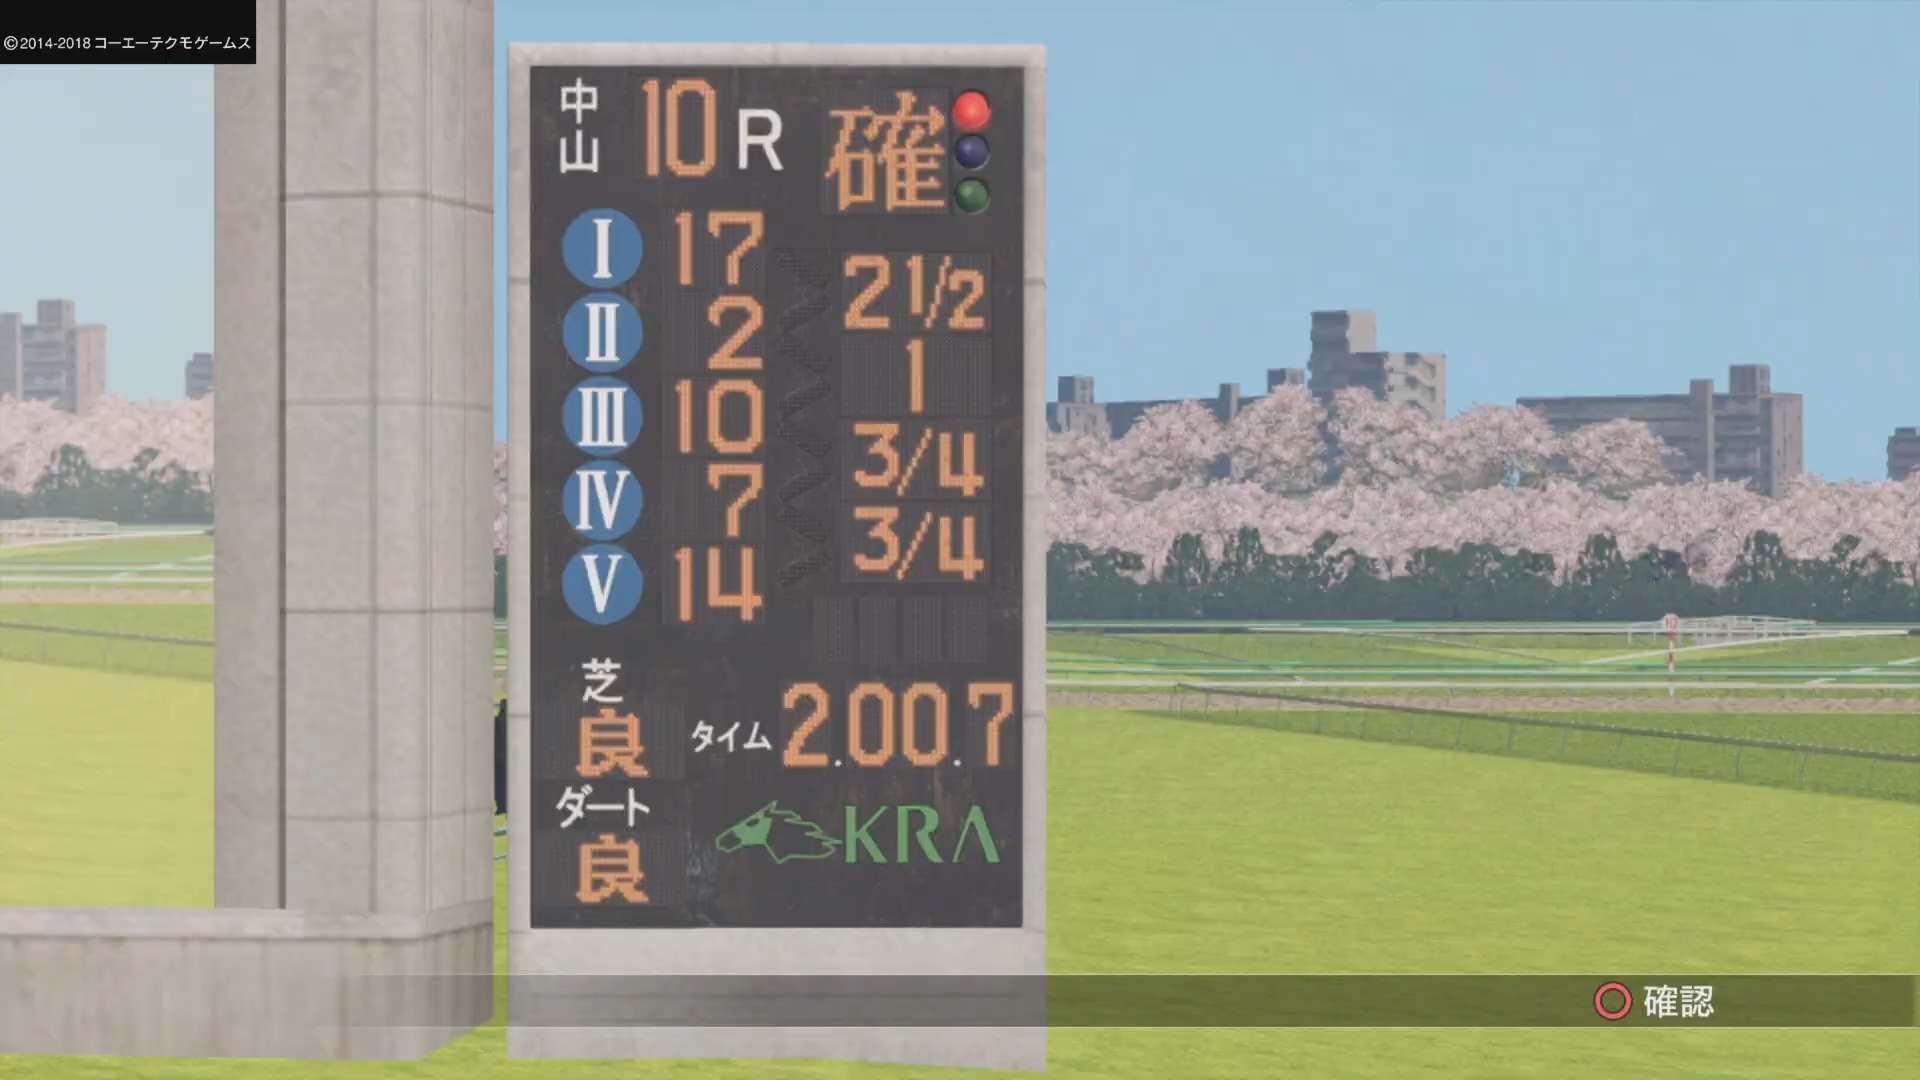 ©2014-2018 コーエーテクモゲームス
中山 10 R 確
I 17
2 1/2
II 2
1
III 10
3/4
IV 7
3/4
V 14
芝
良
タイム 2.00.7
ダート
良
KRA
確認